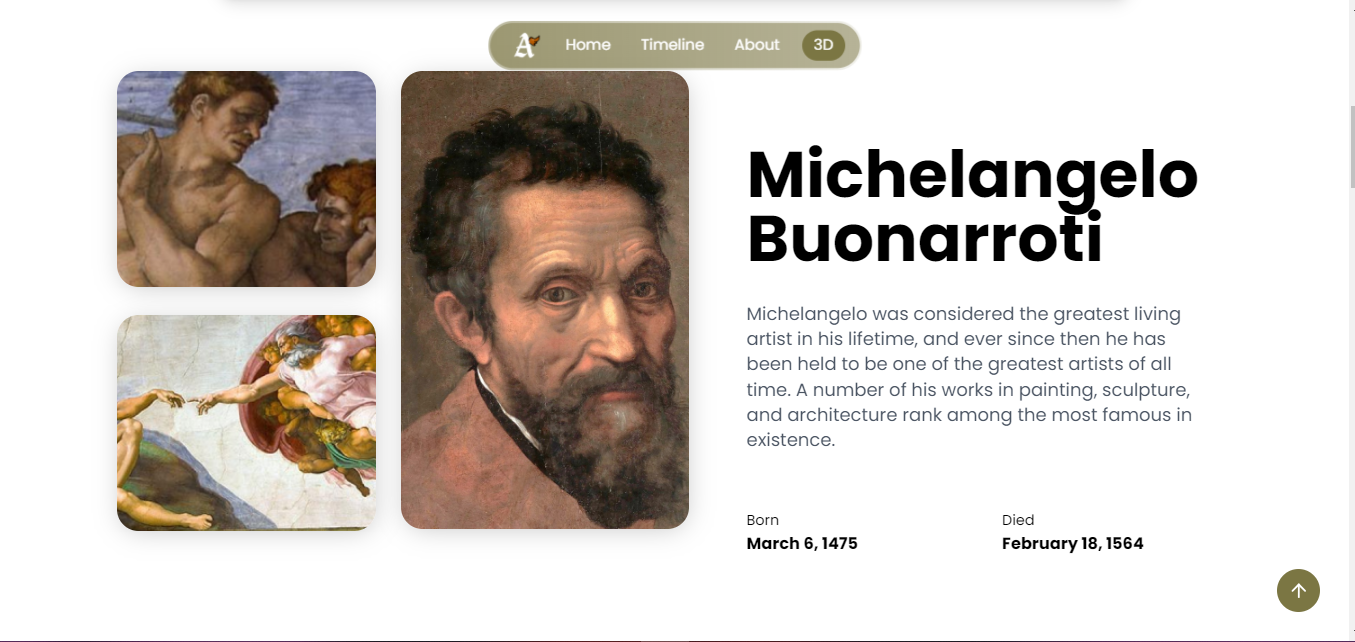 A
Home
Timeline
About
3D
Michelangelo
Buonarroti
Michelangelo was considered the greatest living
artist in his lifetime, and ever since then he has
been held to be one of the greatest artists of all
time. A number of his works in painting, sculpture,
and architecture rank among the most famous in
existence.
Born
March 6, 1475
Died
February 18, 1564